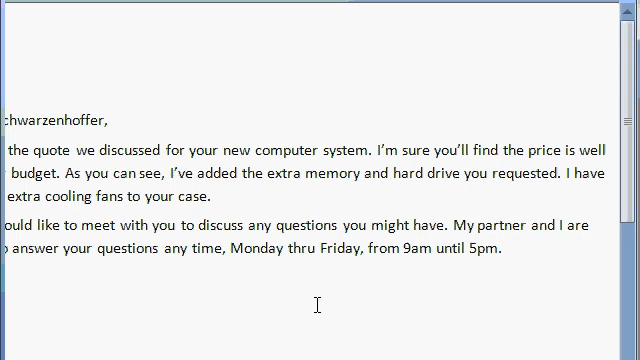 chwarzenhoffer,
the quote we discussed for your new computer system. I'm sure you'll find the price is well
budget. As you can see, I've added the extra memory and hard drive you requested. I have
extra cooling fans to your case.
ould like to meet with you to discuss any questions you might have. My partner and I are
o answer your questions any time, Monday thru Friday, from 9am until 5pm.